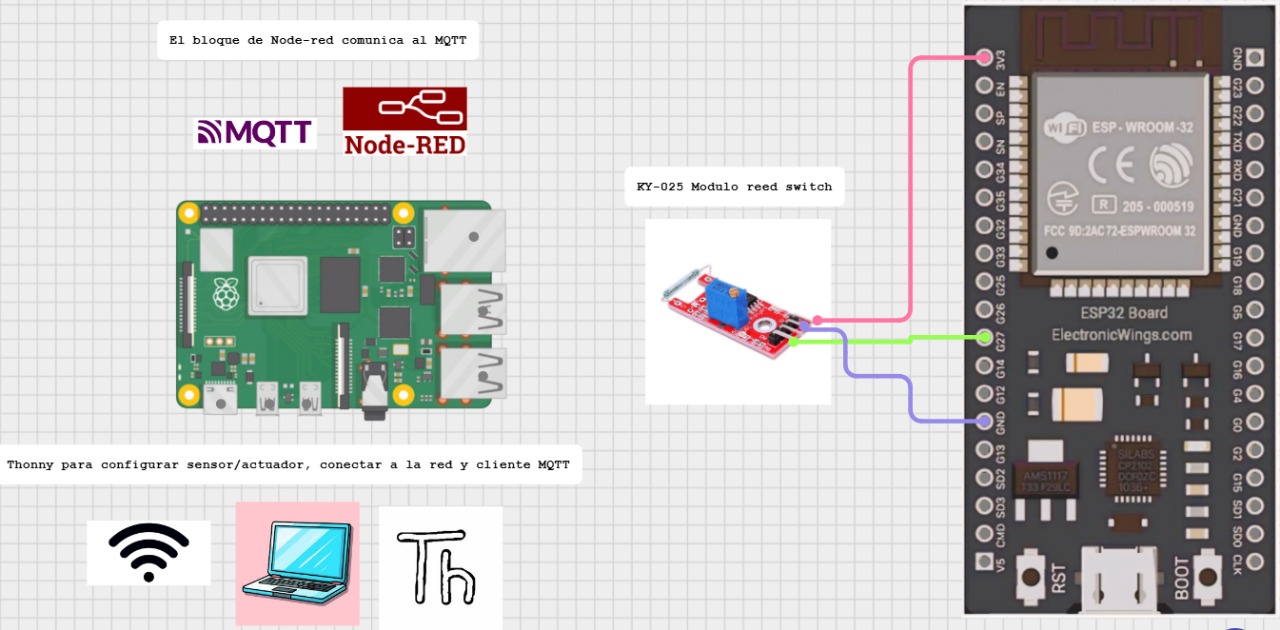 El bloque de Node-red comunica al MQTT
MQTT
Node-RED
KY-025 Modulo reed switch
Thonny para configurar sensor/actuador, conectar a la red y cliente MQTT
Th
3V3
EN
SP
SN
G34
G35
G32
G33
G25
G26
G27
G14
G12
GND
G13
SD2
SD3
CMD
V5
WiFi ESP-WROOM-32
CE
R 205-000519
FCC 9D:2AC72-ESPWROOM 32
ESP32 Board
ElectronicWings.com
AMS1117
SILABS
CP2102
RST
BOOT
GND
G23
G22
TXD
RXD
G21
GND
G19
G18
G5
G17
G16
G4
G0
G2
G15
SD1
SD0
CLK